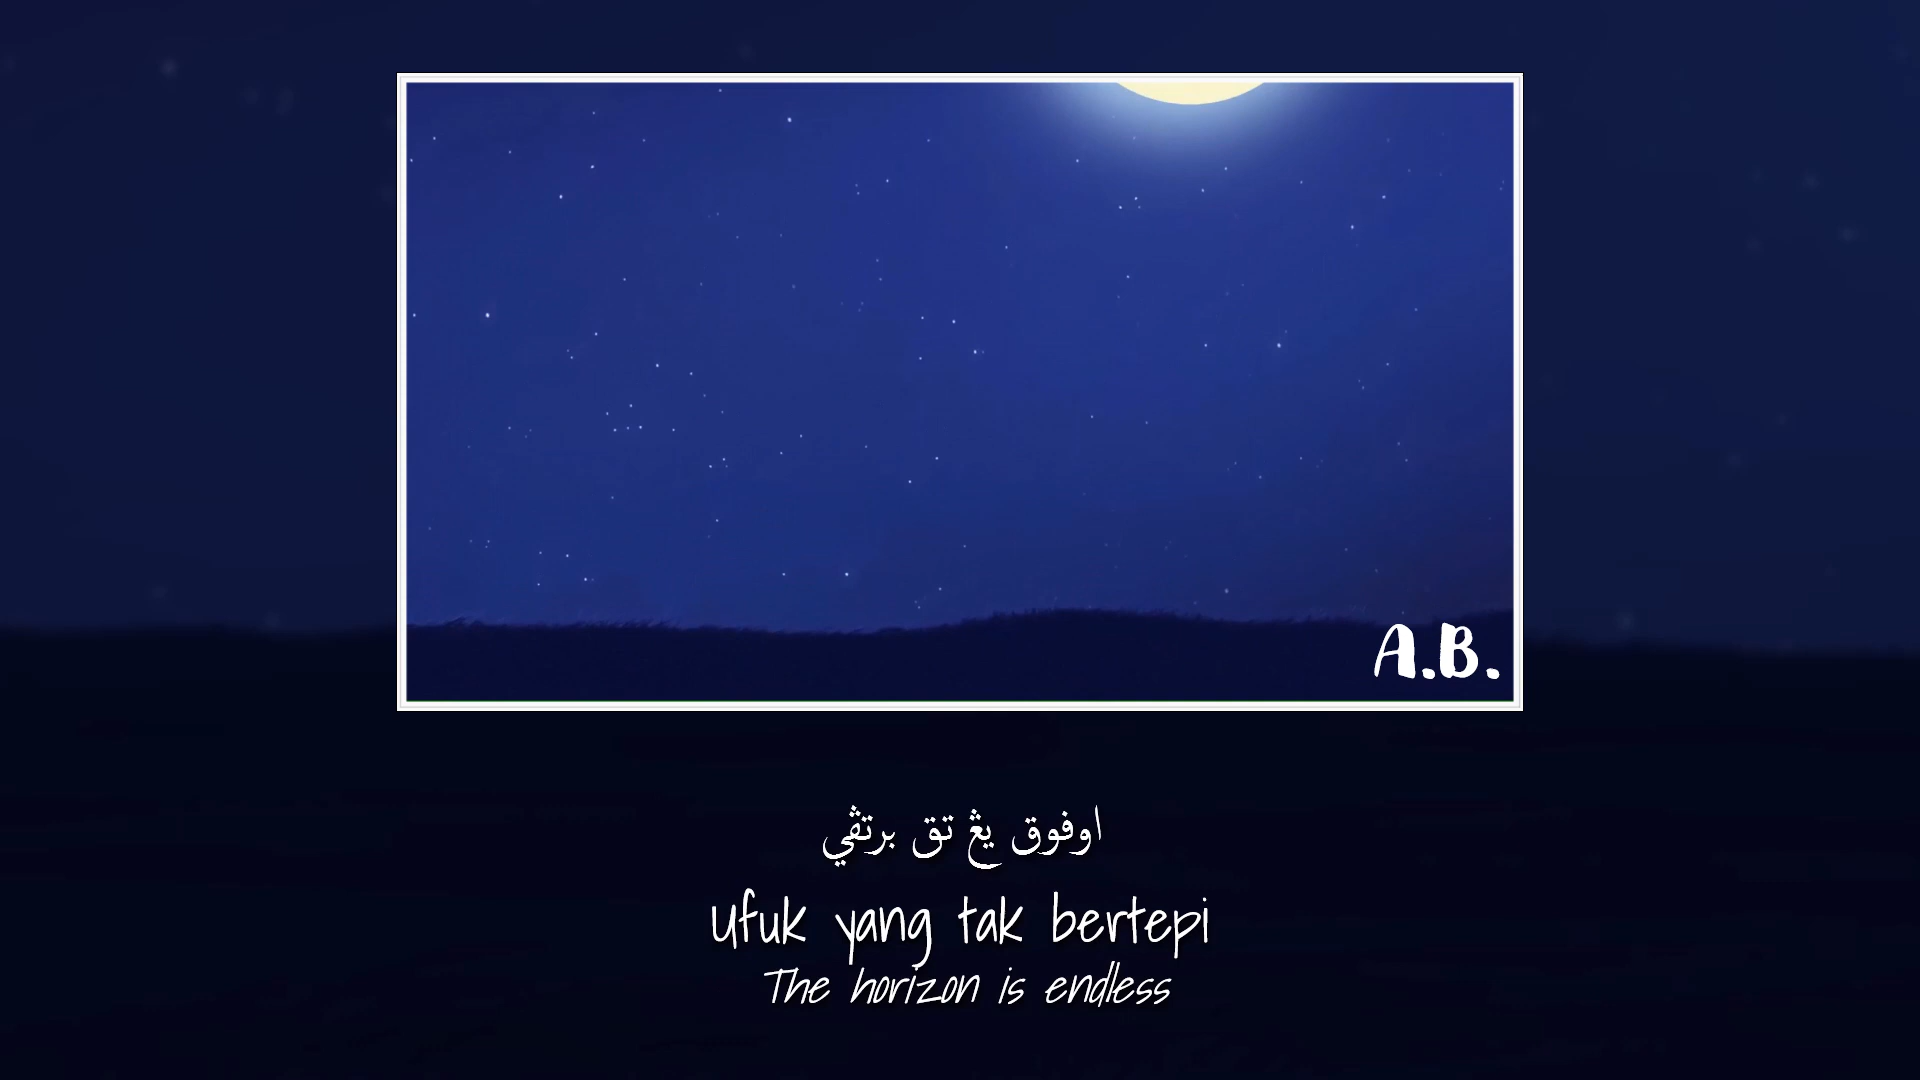 A.B.
اوفوق يڠ تق برتڤي
Ufuk yang tak bertepi
The horizon is endless